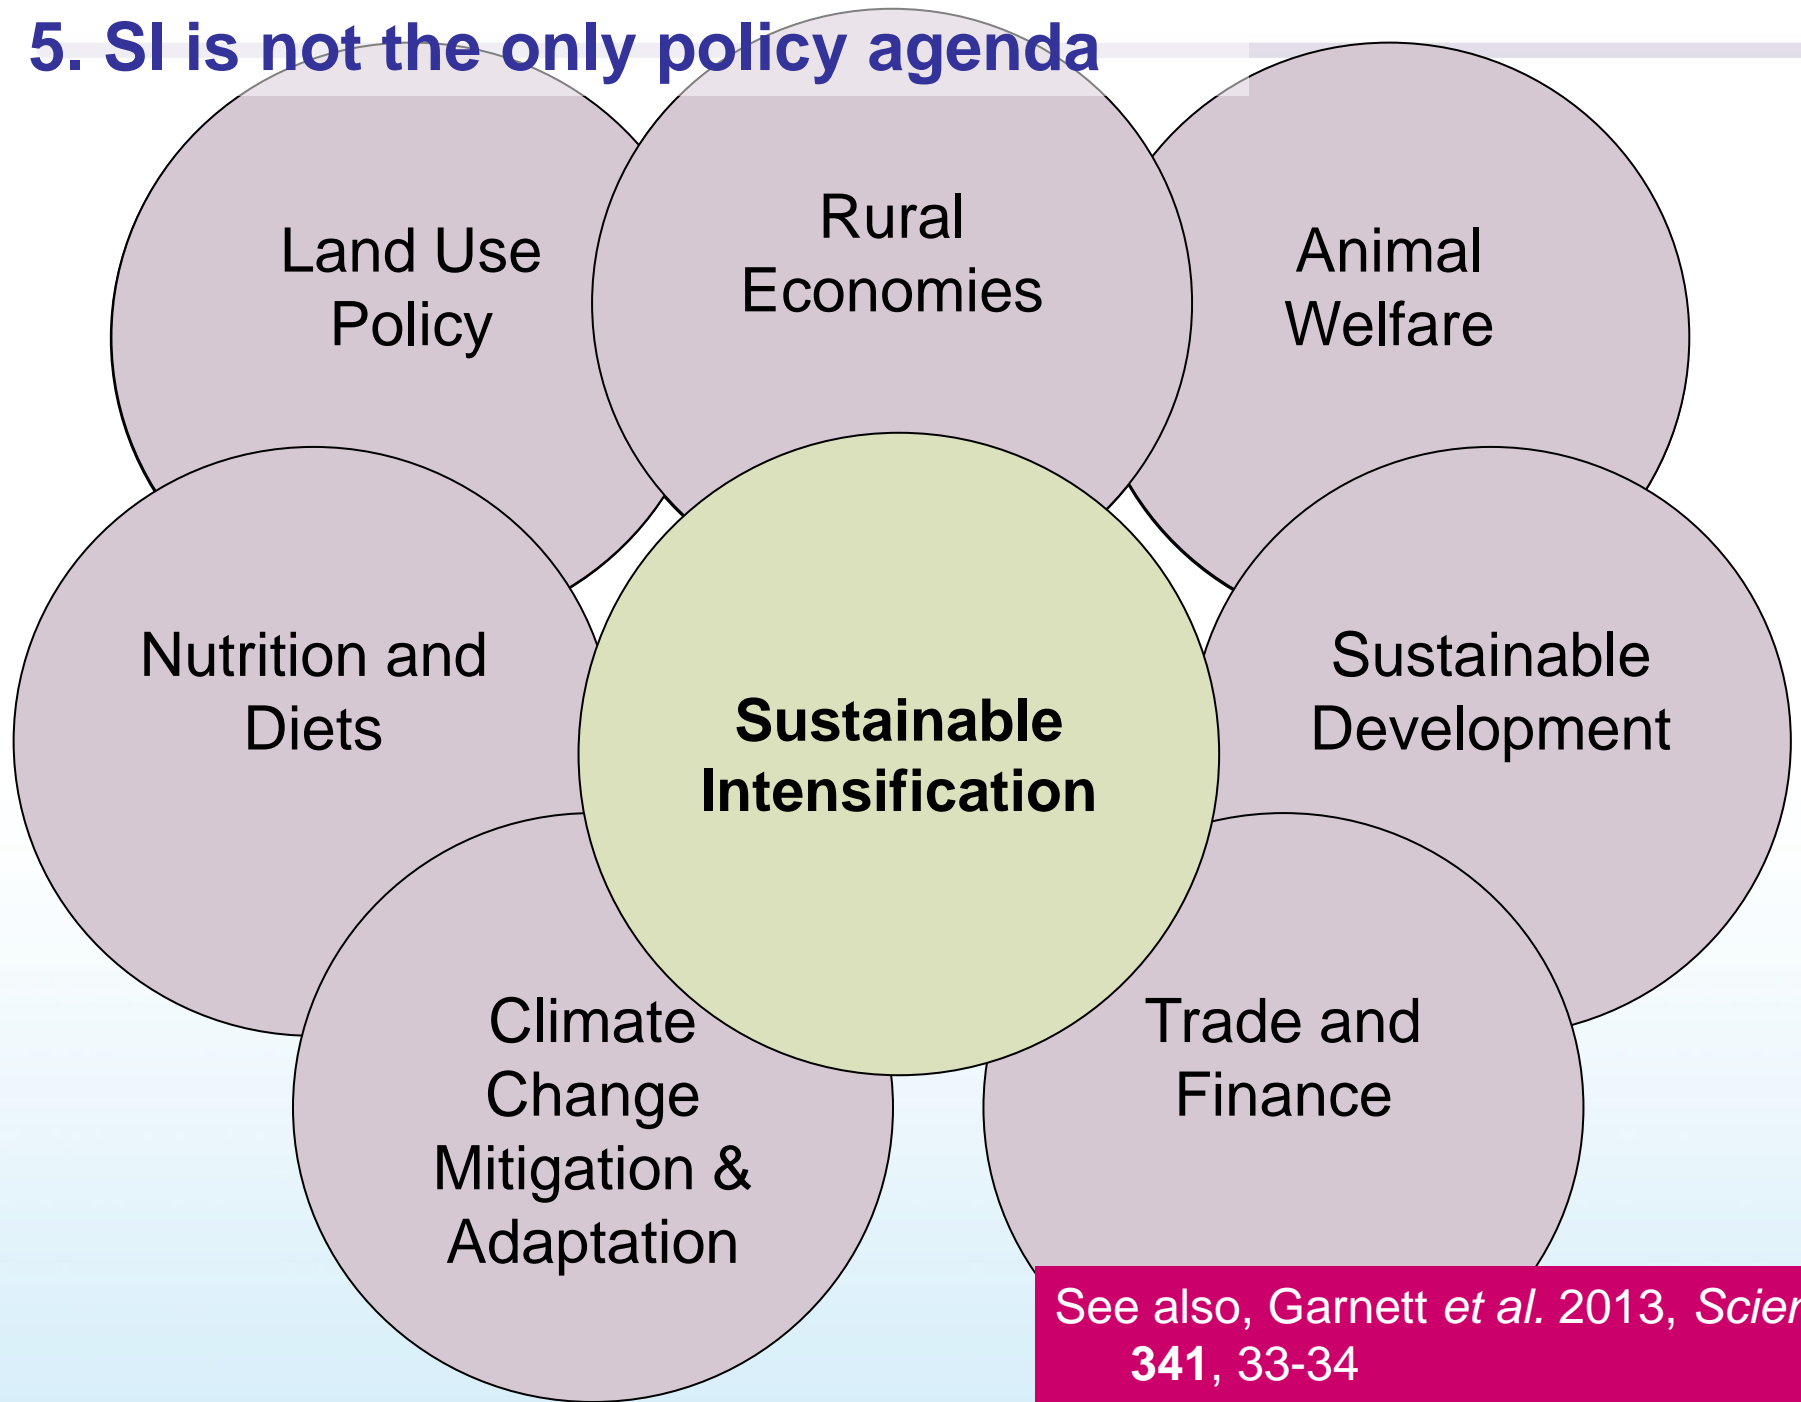 5. SI is not the only policy agenda
Land Use
Policy
Rural
Economies
Animal
Welfare
Nutrition and
Diets
Sustainable
Intensification
Sustainable
Development
Climate
Change
Mitigation &
Adaptation
Trade and
Finance
See also, Garnett et al. 2013,
341, 33-34